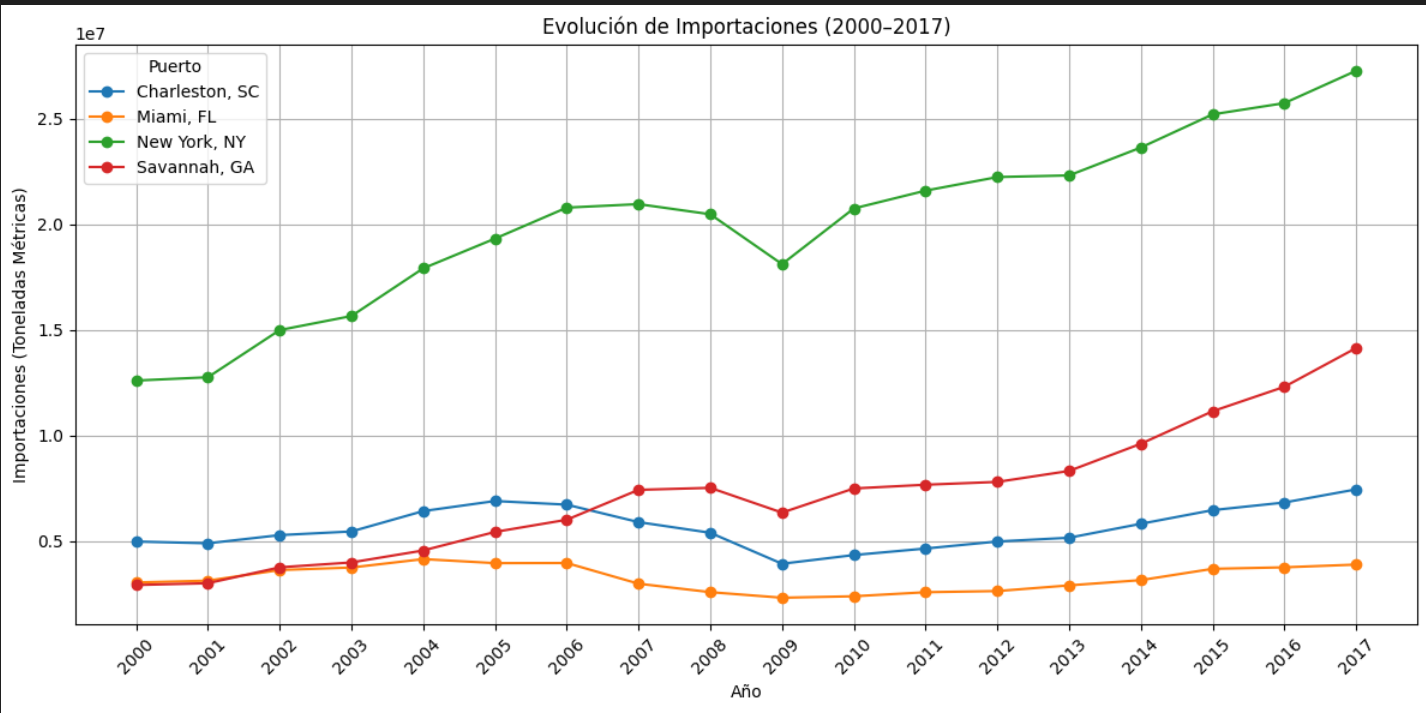 Evolución de Importaciones (2000–2017)
1e7
Puerto
Charleston, SC
Miami, FL
New York, NY
Savannah, GA
Importaciones (Toneladas Métricas)
2.5
2.0
1.5
1.0
0.5
2000 2001 2002 2003 2004 2005 2006 2007 2008 2009 2010 2011 2012 2013 2014 2015 2016 2017
Año